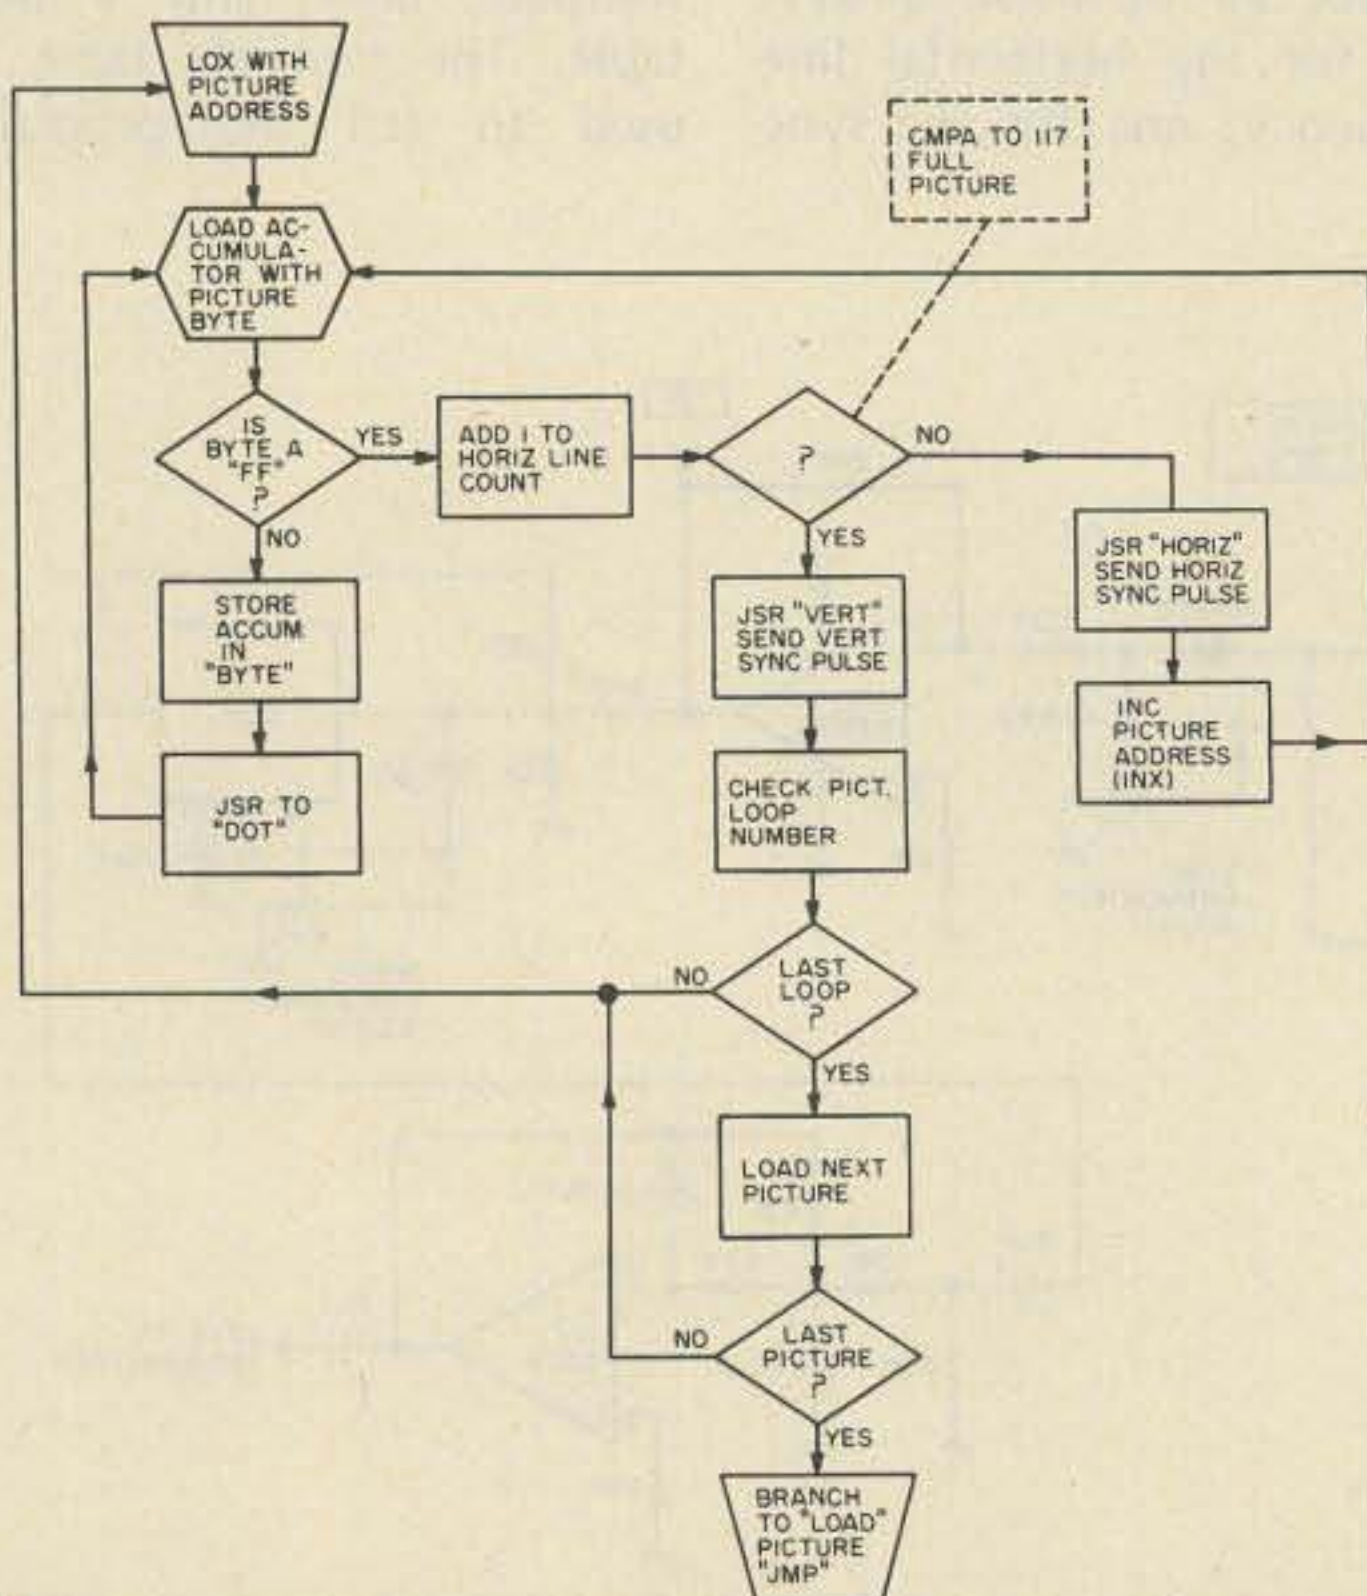 LOX WITH
PICTURE
ADDRESS
CMPA TO 117
FULL
PICTURE
LOAD AC-
CUMULA-
TOR WITH
PICTURE
BYTE
IS
BYTE A
"FF"
?
YES
NO
ADD 1 TO
HORIZ LINE
COUNT
?
NO
YES
JSR "HORIZ"
SEND HORIZ
SYNC PULSE
INC
PICTURE
ADDRESS
(INX)
STORE
ACCUM.
IN
"BYTE"
JSR TO
"DOT"
JSR "VERT"
SEND VERT
SYNC PULSE
CHECK PICT.
LOOP
NUMBER
LAST
LOOP
?
NO
YES
LOAD NEXT
PICTURE
LAST
PICTURE
?
NO
YES
BRANCH
TO "LOAD"
PICTURE
"JMP"